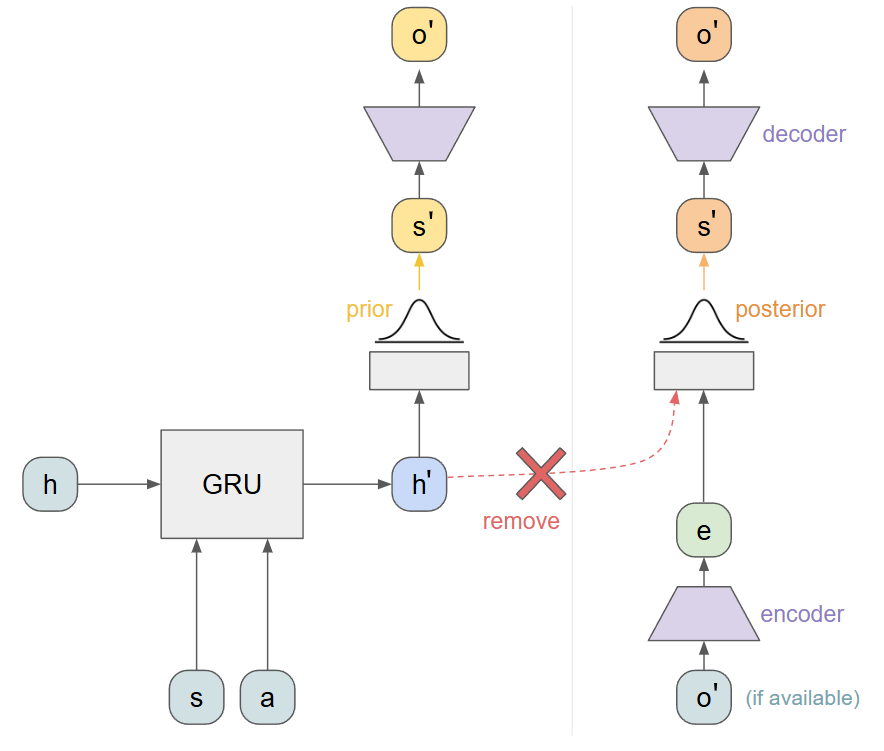 o'
o'
decoder
s'
s'
prior
posterior
h
GRU
h'
remove
e
encoder
s
a
o'
(if available)